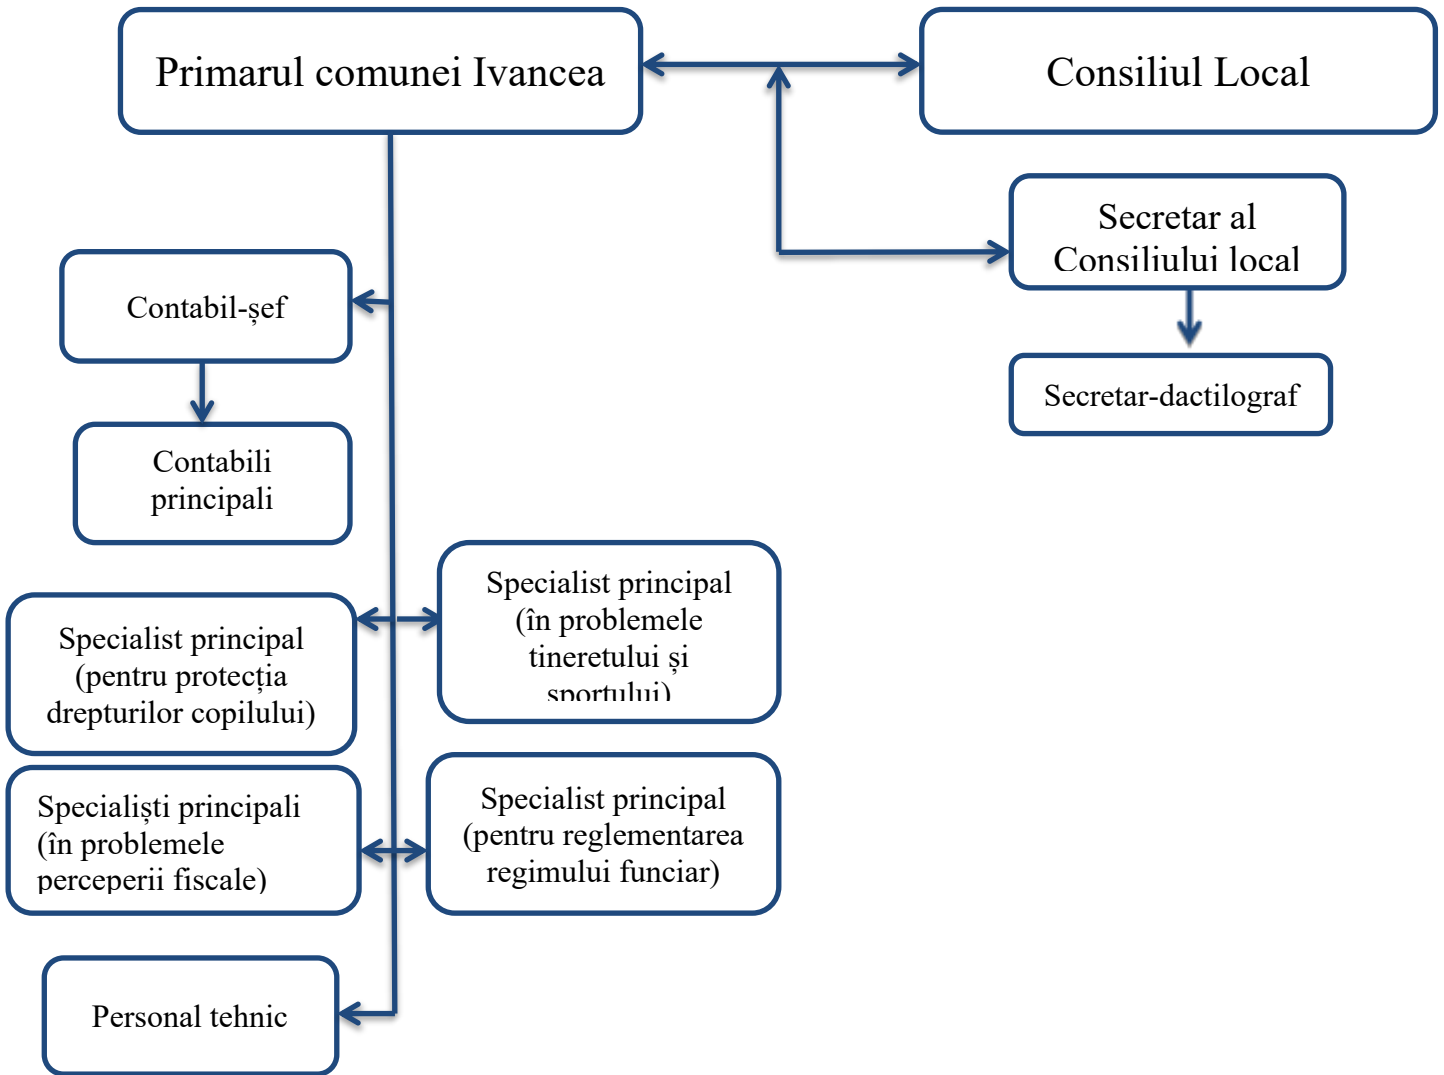 Primarul comunei Ivancea
Consiliul Local
Secretar al
Consiliului local
Contabil-șef
Secretar-dactilograf
Contabili
principali
Specialist principal
(în problemele
tineretului și
sportului)
Specialist principal
(pentru protecția
drepturilor copilului)
Specialiști principali
(în problemele
perceperii fiscale)
Specialist principal
(pentru reglementarea
regimului funciar)
Personal tehnic